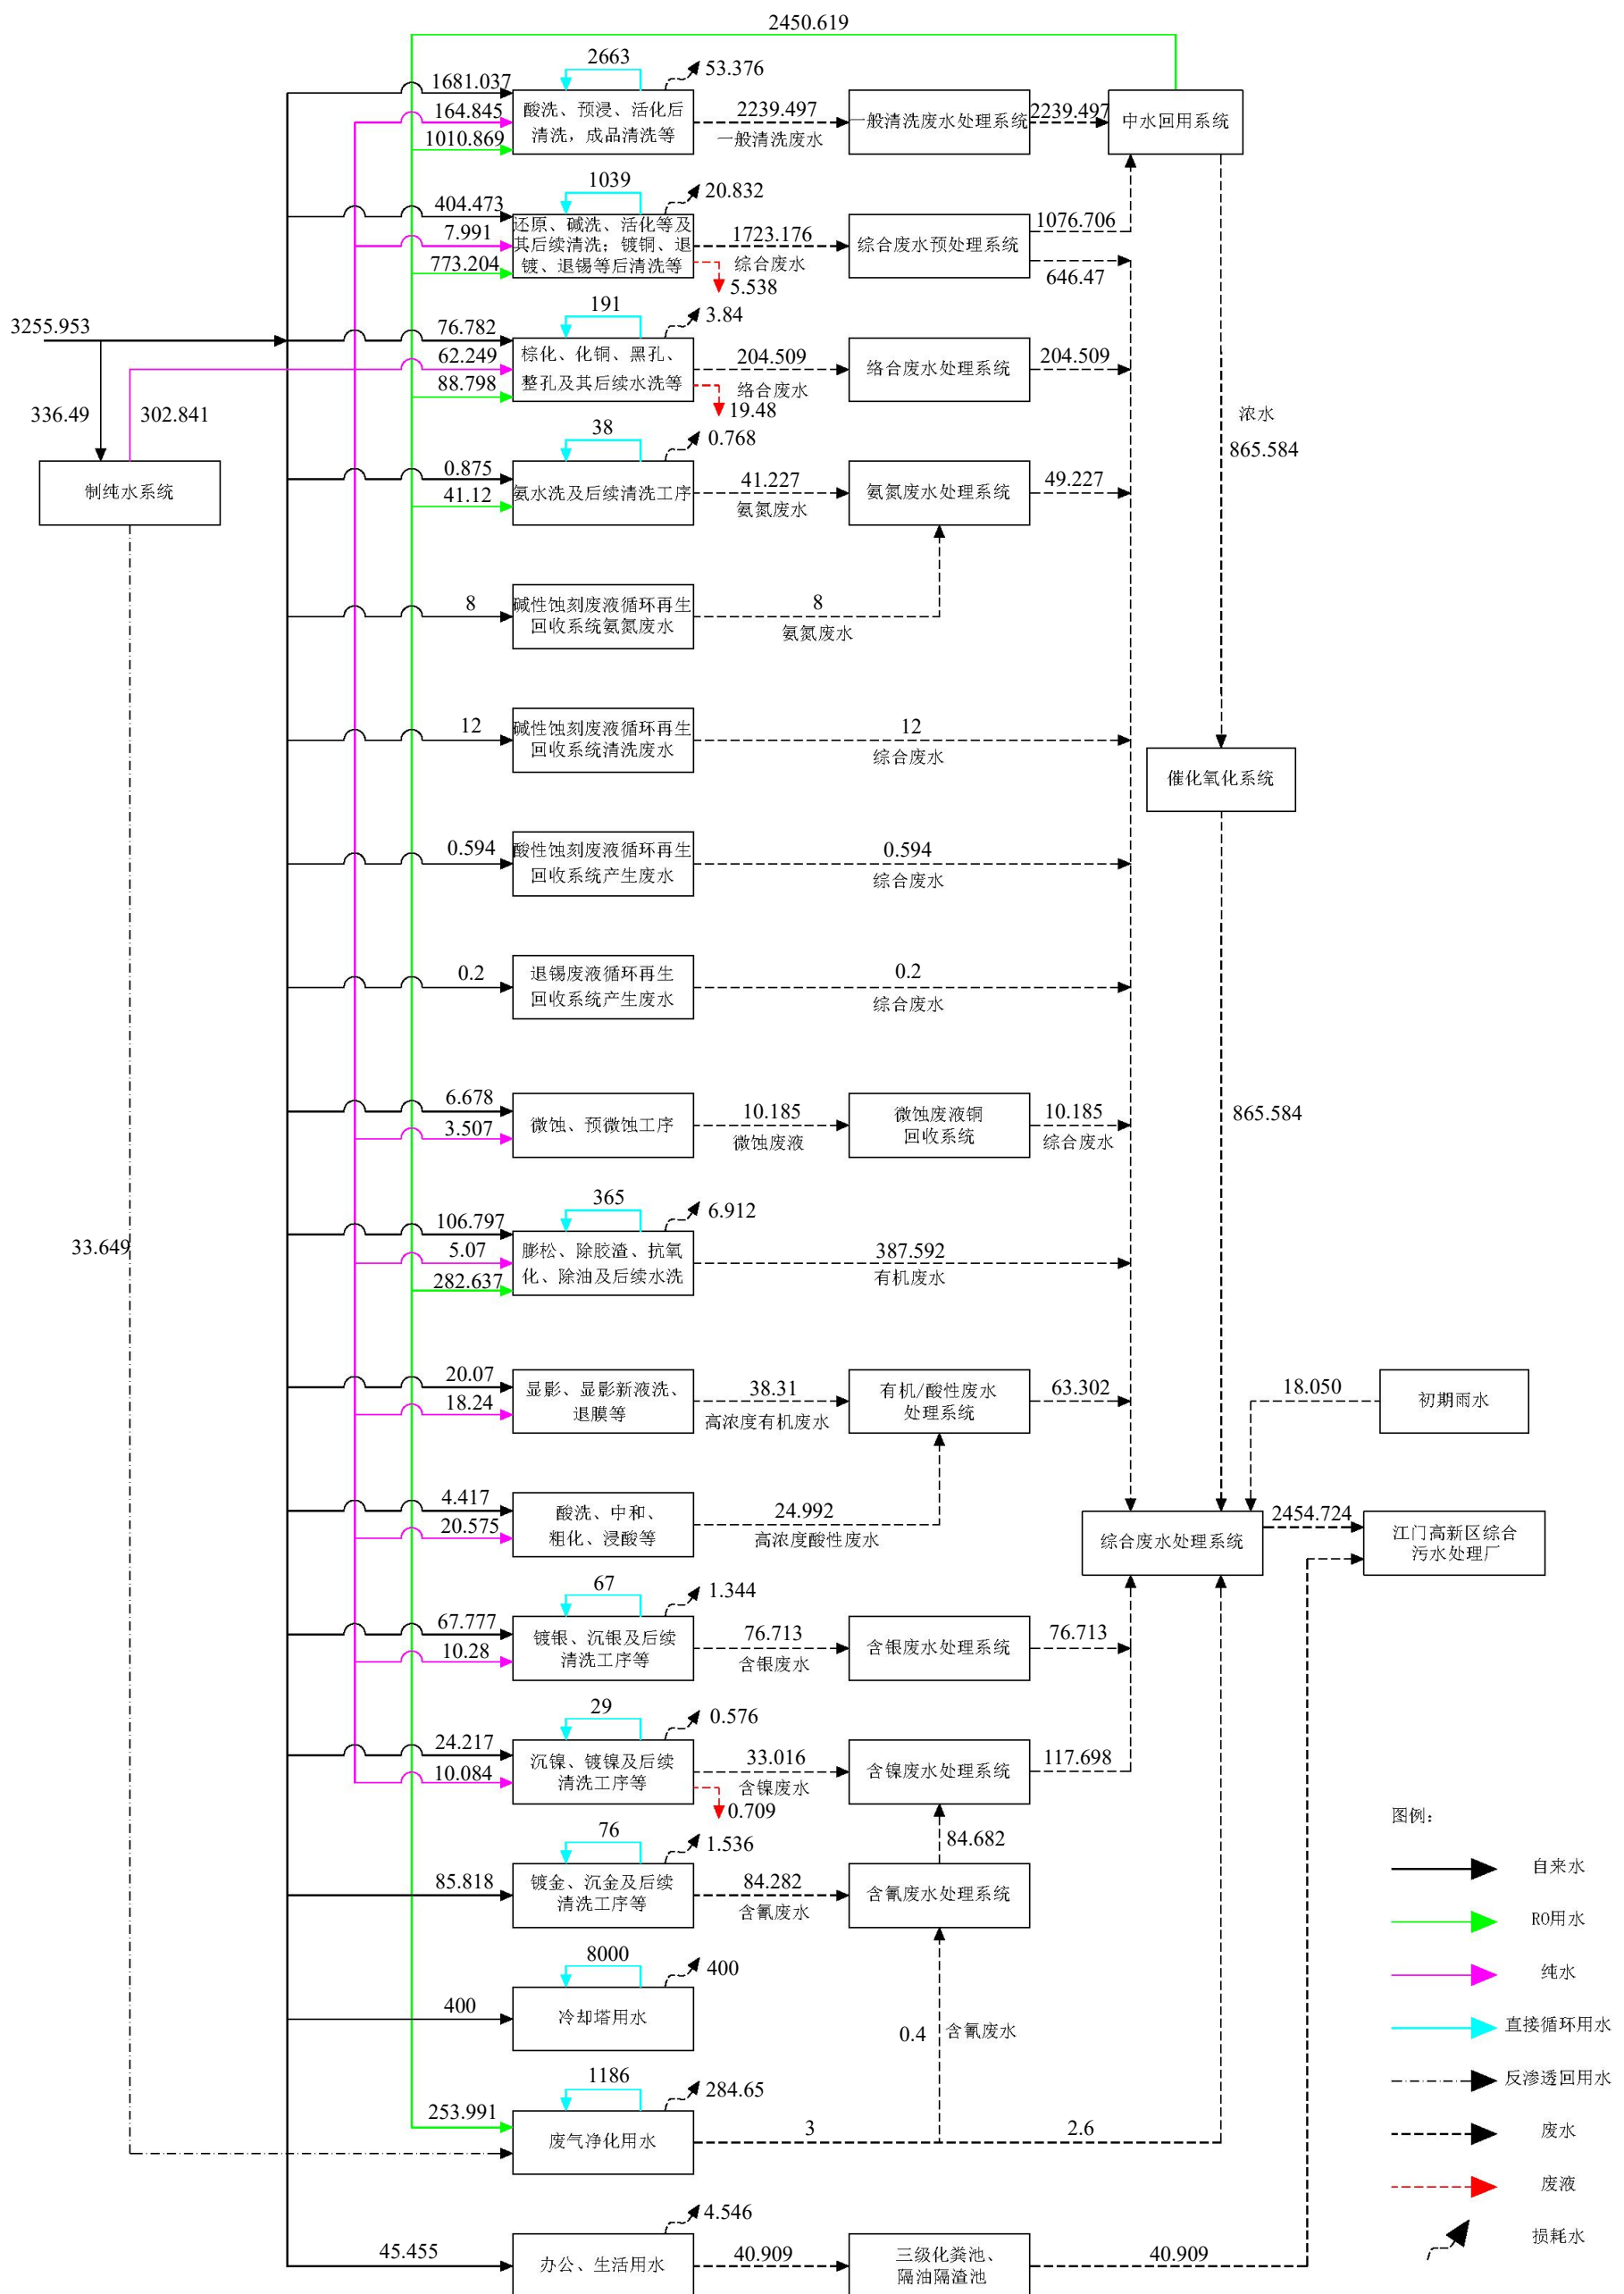 2450.619
2663
53.376
1681.037
164.845
1010.869
酸洗、预浸、活化后
清洗，成品清洗等
2239.497
一般清洗废水
一般清洗废水处理系统
2239.497
中水回用系统
1039
20.832
404.473
7.991
773.204
还原、碱洗、活化等及
其后续清洗；镀铜、退
镀、退锡等后清洗等
1723.176
综合废水
5.538
综合废水预处理系统
1076.706
646.47
3255.953
191
3.84
76.782
62.249
88.798
棕化、化铜、黑孔、
整孔及其后续水洗等
204.509
络合废水
19.48
络合废水处理系统
204.509
336.49
302.841
浓水
865.584
制纯水系统
38
0.768
0.875
41.12
氨水洗及后续清洗工序
41.227
氨氮废水
氨氮废水处理系统
49.227
8
碱性蚀刻废液循环再生
回收系统氨氮废水
8
氨氮废水
12
碱性蚀刻废液循环再生
回收系统清洗废水
12
综合废水
催化氧化系统
0.594
酸性蚀刻废液循环再生
回收系统产生废水
0.594
综合废水
0.2
退锡废液循环再生
回收系统产生废水
0.2
综合废水
6.678
3.507
微蚀、预微蚀工序
10.185
微蚀废液
微蚀废液铜
回收系统
10.185
综合废水
865.584
33.649
365
6.912
106.797
5.07
282.637
膨松、除胶渣、抗氧
化、除油及后续水洗
387.592
有机废水
20.07
18.24
显影、显影新液洗、
退膜等
38.31
高浓度有机废水
有机/酸性废水
处理系统
63.302
18.050
初期雨水
4.417
20.575
酸洗、中和、
粗化、浸酸等
24.992
高浓度酸性废水
综合废水处理系统
2454.724
江门高新区综合
污水处理厂
67
1.344
67.777
10.28
镀银、沉银及后续
清洗工序等
76.713
含银废水
含银废水处理系统
76.713
29
0.576
24.217
10.084
沉镍、镀镍及后续
清洗工序等
33.016
含镍废水
0.709
含镍废水处理系统
117.698
84.682
76
1.536
85.818
镀金、沉金及后续
清洗工序等
84.282
含氰废水
含氰废水处理系统
8000
400
400
冷却塔用水
0.4
含氰废水
1186
284.65
253.991
废气净化用水
3
2.6
4.546
45.455
办公、生活用水
40.909
三级化粪池、
隔油隔渣池
40.909
图例：
自来水
RO用水
纯水
直接循环用水
反渗透回用水
废水
废液
损耗水